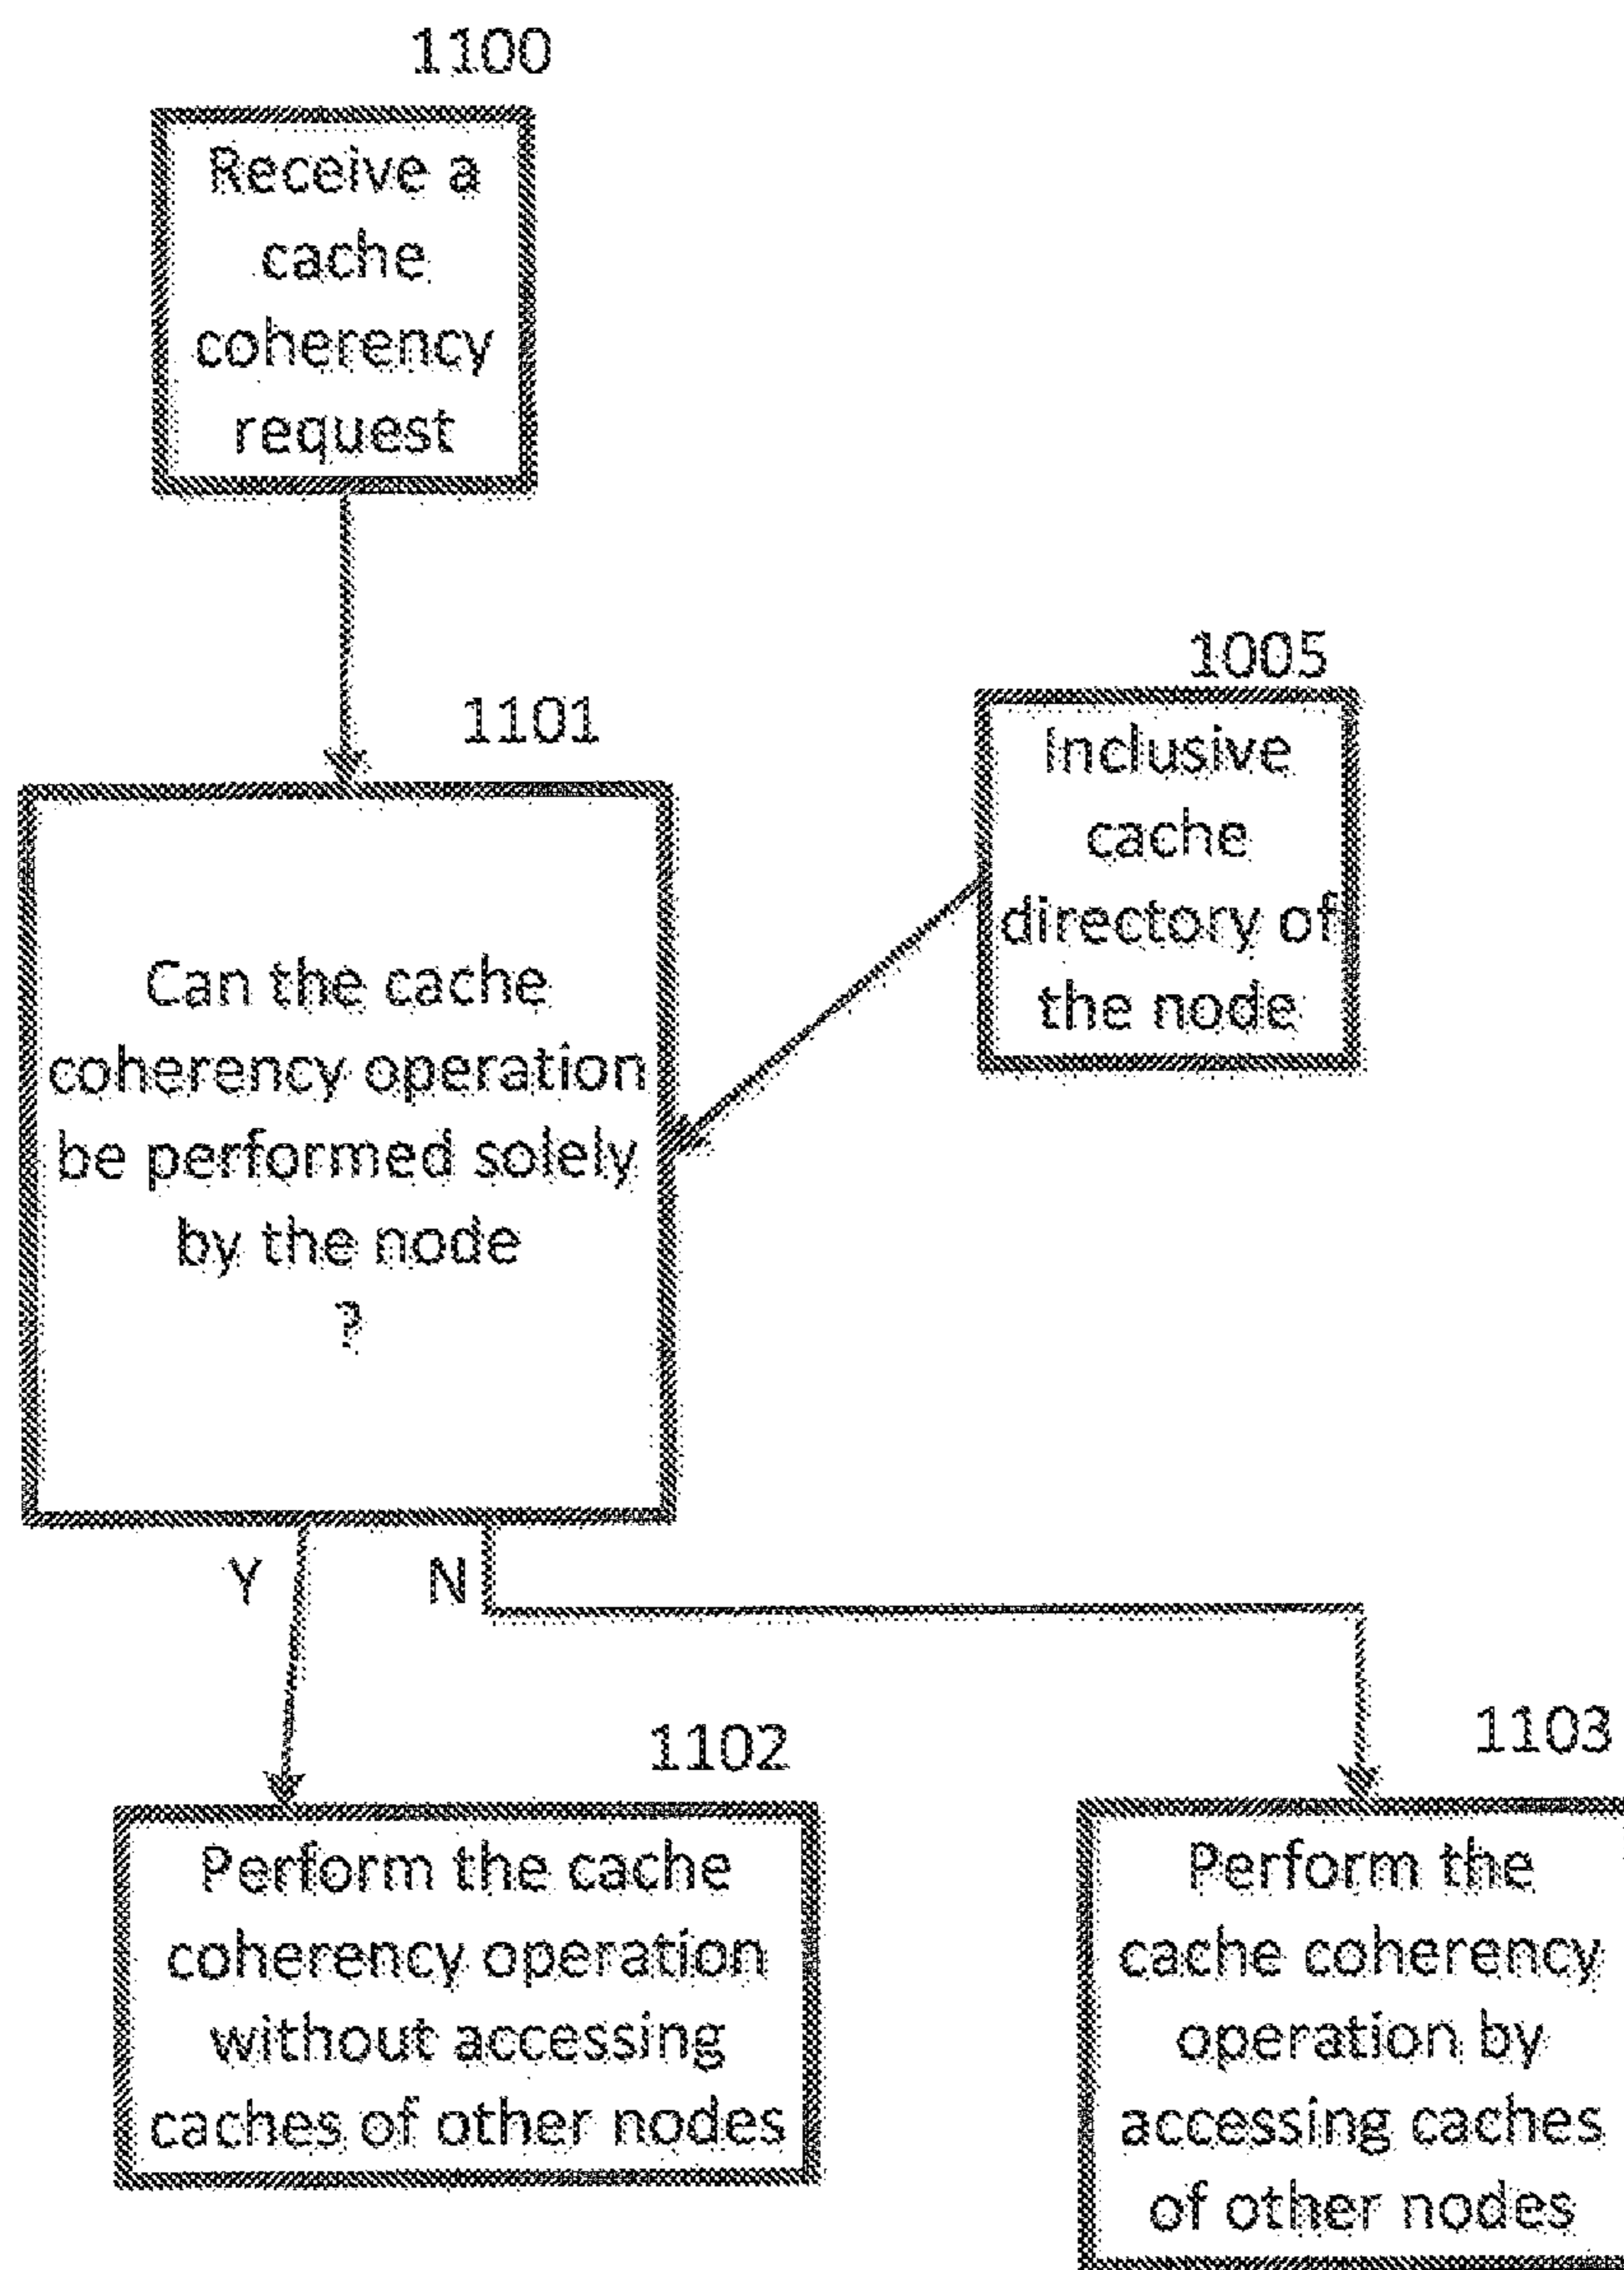 1100
Receive a
cache
coherency
request
1101
Can the cache
coherency operation
be performed solely
by the node
?
1005
Inclusive
cache
directory of
the node
Y
N
1102
Perform the cache
coherency operation
without accessing
caches of other nodes
1103
Perform the
cache coherency
operation by
accessing caches
of other nodes